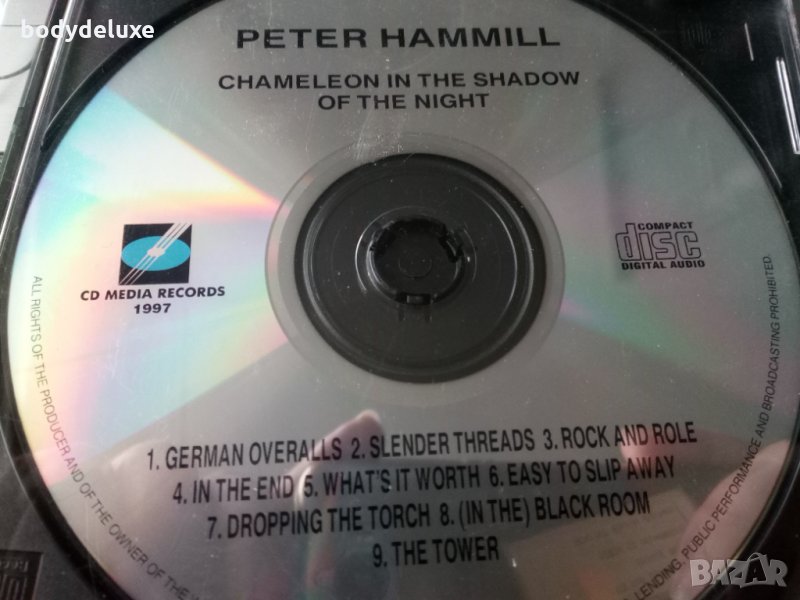 bodydeluxe
PETER HAMMILL
CHAMELEON IN THE SHADOW
OF THE NIGHT
CD MEDIA RECORDS
1997
COMPACT
disc
DIGITAL AUDIO
ALL RIGHTS OF THE PRODUCER AND OF THE OWNER OF THE
LENDING, PUBLIC PERFORMANCE AND BROADCASTING PROHIBITED.
1. GERMAN OVERALLS 2. SLENDER THREADS 3. ROCK AND ROLE
4. IN THE END 5. WHAT'S IT WORTH 6. EASY TO SLIP AWAY
7. DROPPING THE TORCH 8. (IN THE) BLACK ROOM
9. THE TOWER
BAZAR